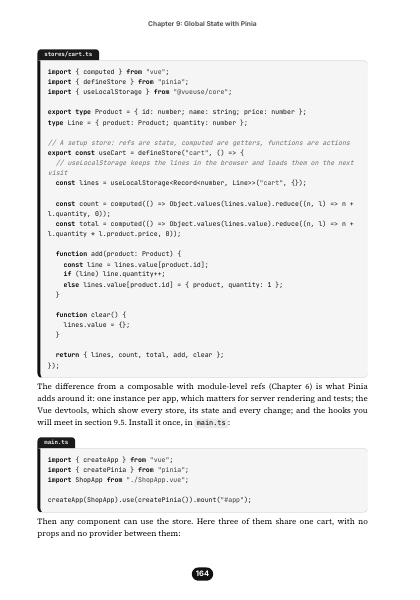 Chapter 9: Global State with Pinia
stores/cart.ts
import { computed } from "vue";
import { defineStore } from "pinia";
import { useLocalStorage } from "@vueuse/core";
export type Product = { id: number; name: string; price: number };
type Line = { product: Product; quantity: number };
// A setup store: refs are state, computed are getters, functions are actions
export const useCart = defineStore("cart", () => {
// useLocalStorage keeps the lines in the browser and loads them on the next
visit
const lines = useLocalStorage<Record<number, Line>>("cart", {});
const count = computed(() => Object.values(lines.value).reduce((n, l) => n +
l.quantity, 0));
const total = computed(() => Object.values(lines.value).reduce((n, l) => n +
l.quantity * l.product.price, 0));
function add(product: Product) {
const line = lines.value[product.id];
if (line) line.quantity++;
else lines.value[product.id] = { product, quantity: 1 };
}
function clear() {
lines.value = {};
}
return { lines, count, total, add, clear };
});
The difference from a composable with module-level refs (Chapter 6) is what Pinia
adds around it: one instance per app, which matters for server rendering and tests; the
Vue devtools, which show every store, its state and every change; and the hooks you
will meet in section 9.5. Install it once, in main.ts:
main.ts
import { createApp } from "vue";
import { createPinia } from "pinia";
import ShopApp from "./ShopApp.vue";
createApp(ShopApp).use(createPinia()).mount("#app");
Then any component can use the store. Here three of them share one cart, with no
props and no provider between them:
164